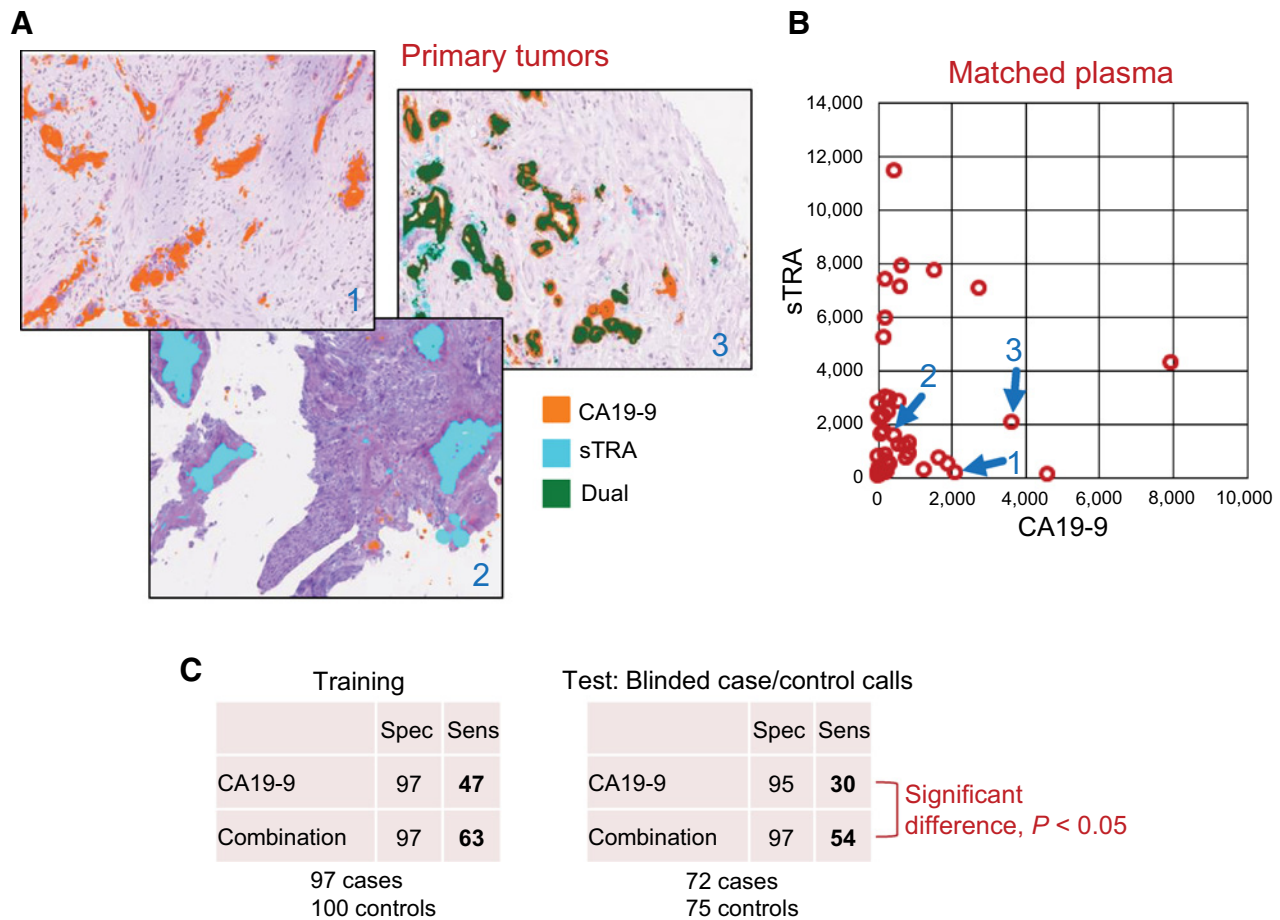 A
Primary tumors
1
2
3
CA19-9
sTRA
Dual
B
Matched plasma
14,000
12,000
10,000
8,000
6,000
4,000
2,000
0
sTRA
0 2,000 4,000 6,000 8,000 10,000
CA19-9
2
3
1
C
Training
Spec Sens
CA19-9 97 47
Combination 97 63
97 cases
100 controls
Test: Blinded case/control calls
Spec Sens
CA19-9 95 30
Combination 97 54
72 cases
75 controls
Significant
difference, P < 0.05